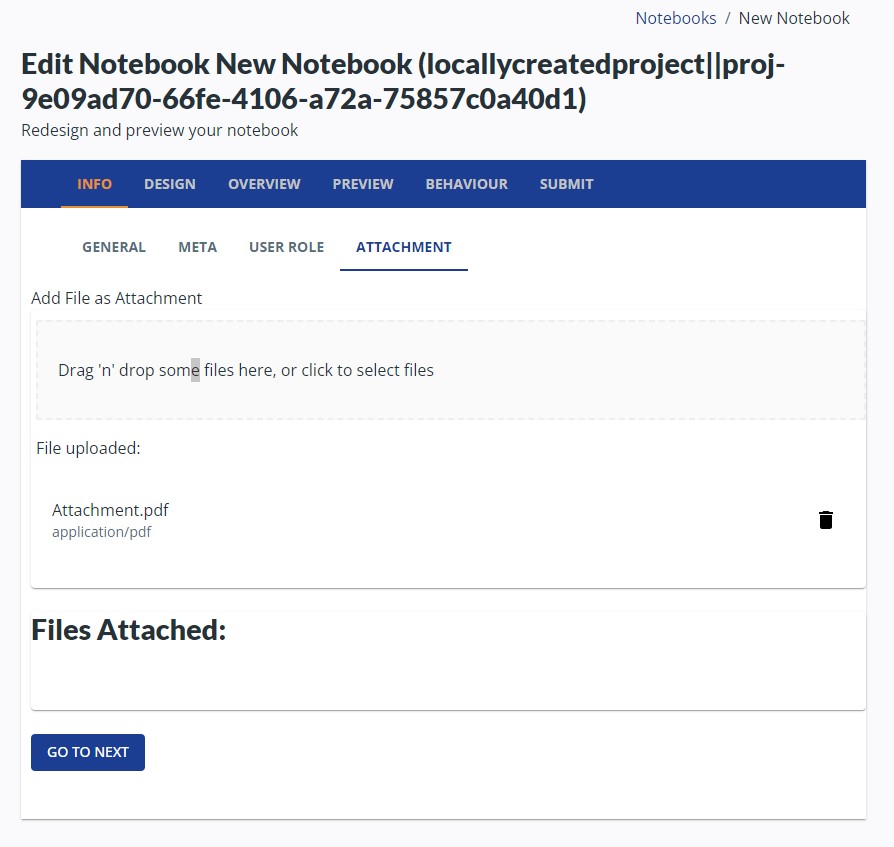 Notebooks / New Notebook
Edit Notebook New Notebook (locallycreatedproject||proj-
9e09ad70-66fe-4106-a72a-75857c0a40d1)
Redesign and preview your notebook
INFO DESIGN OVERVIEW PREVIEW BEHAVIOUR SUBMIT
GENERAL META USER ROLE ATTACHMENT
Add File as Attachment
Drag 'n' drop some files here, or click to select files
File uploaded:
Attachment.pdf
application/pdf
Files Attached:
GO TO NEXT